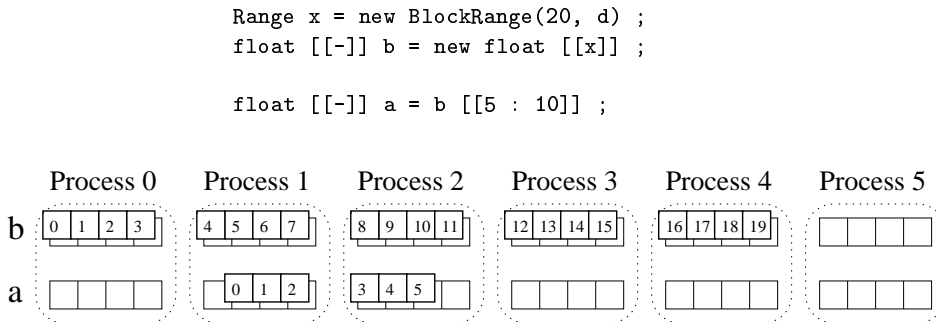 Range x = new BlockRange(20, d) ;
float [[-]] b = new float [[x]] ;
float [[-]] a = b [[5 : 10]] ;
Process 0 Process 1 Process 2 Process 3 Process 4 Process 5
b 0 1 2 3 4 5 6 7 8 9 10 11 12 13 14 15 16 17 18 19
a 0 1 2 3 4 5